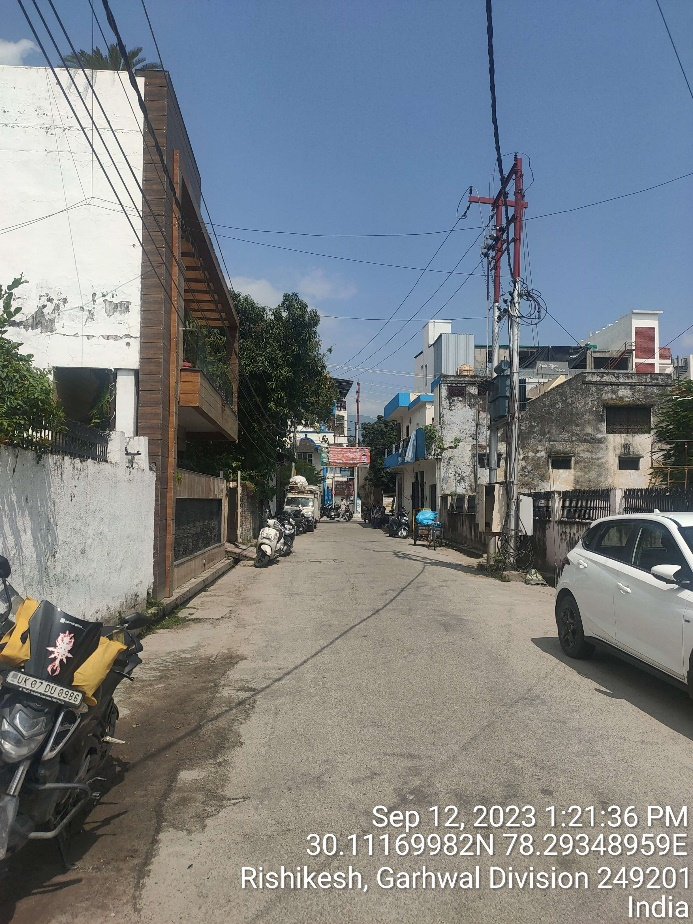 UK 07 DU 0986
Sep 12, 2023 1:21:36 PM
30.11169982N 78.29348959E
Rishikesh, Garhwal Division 249201
India